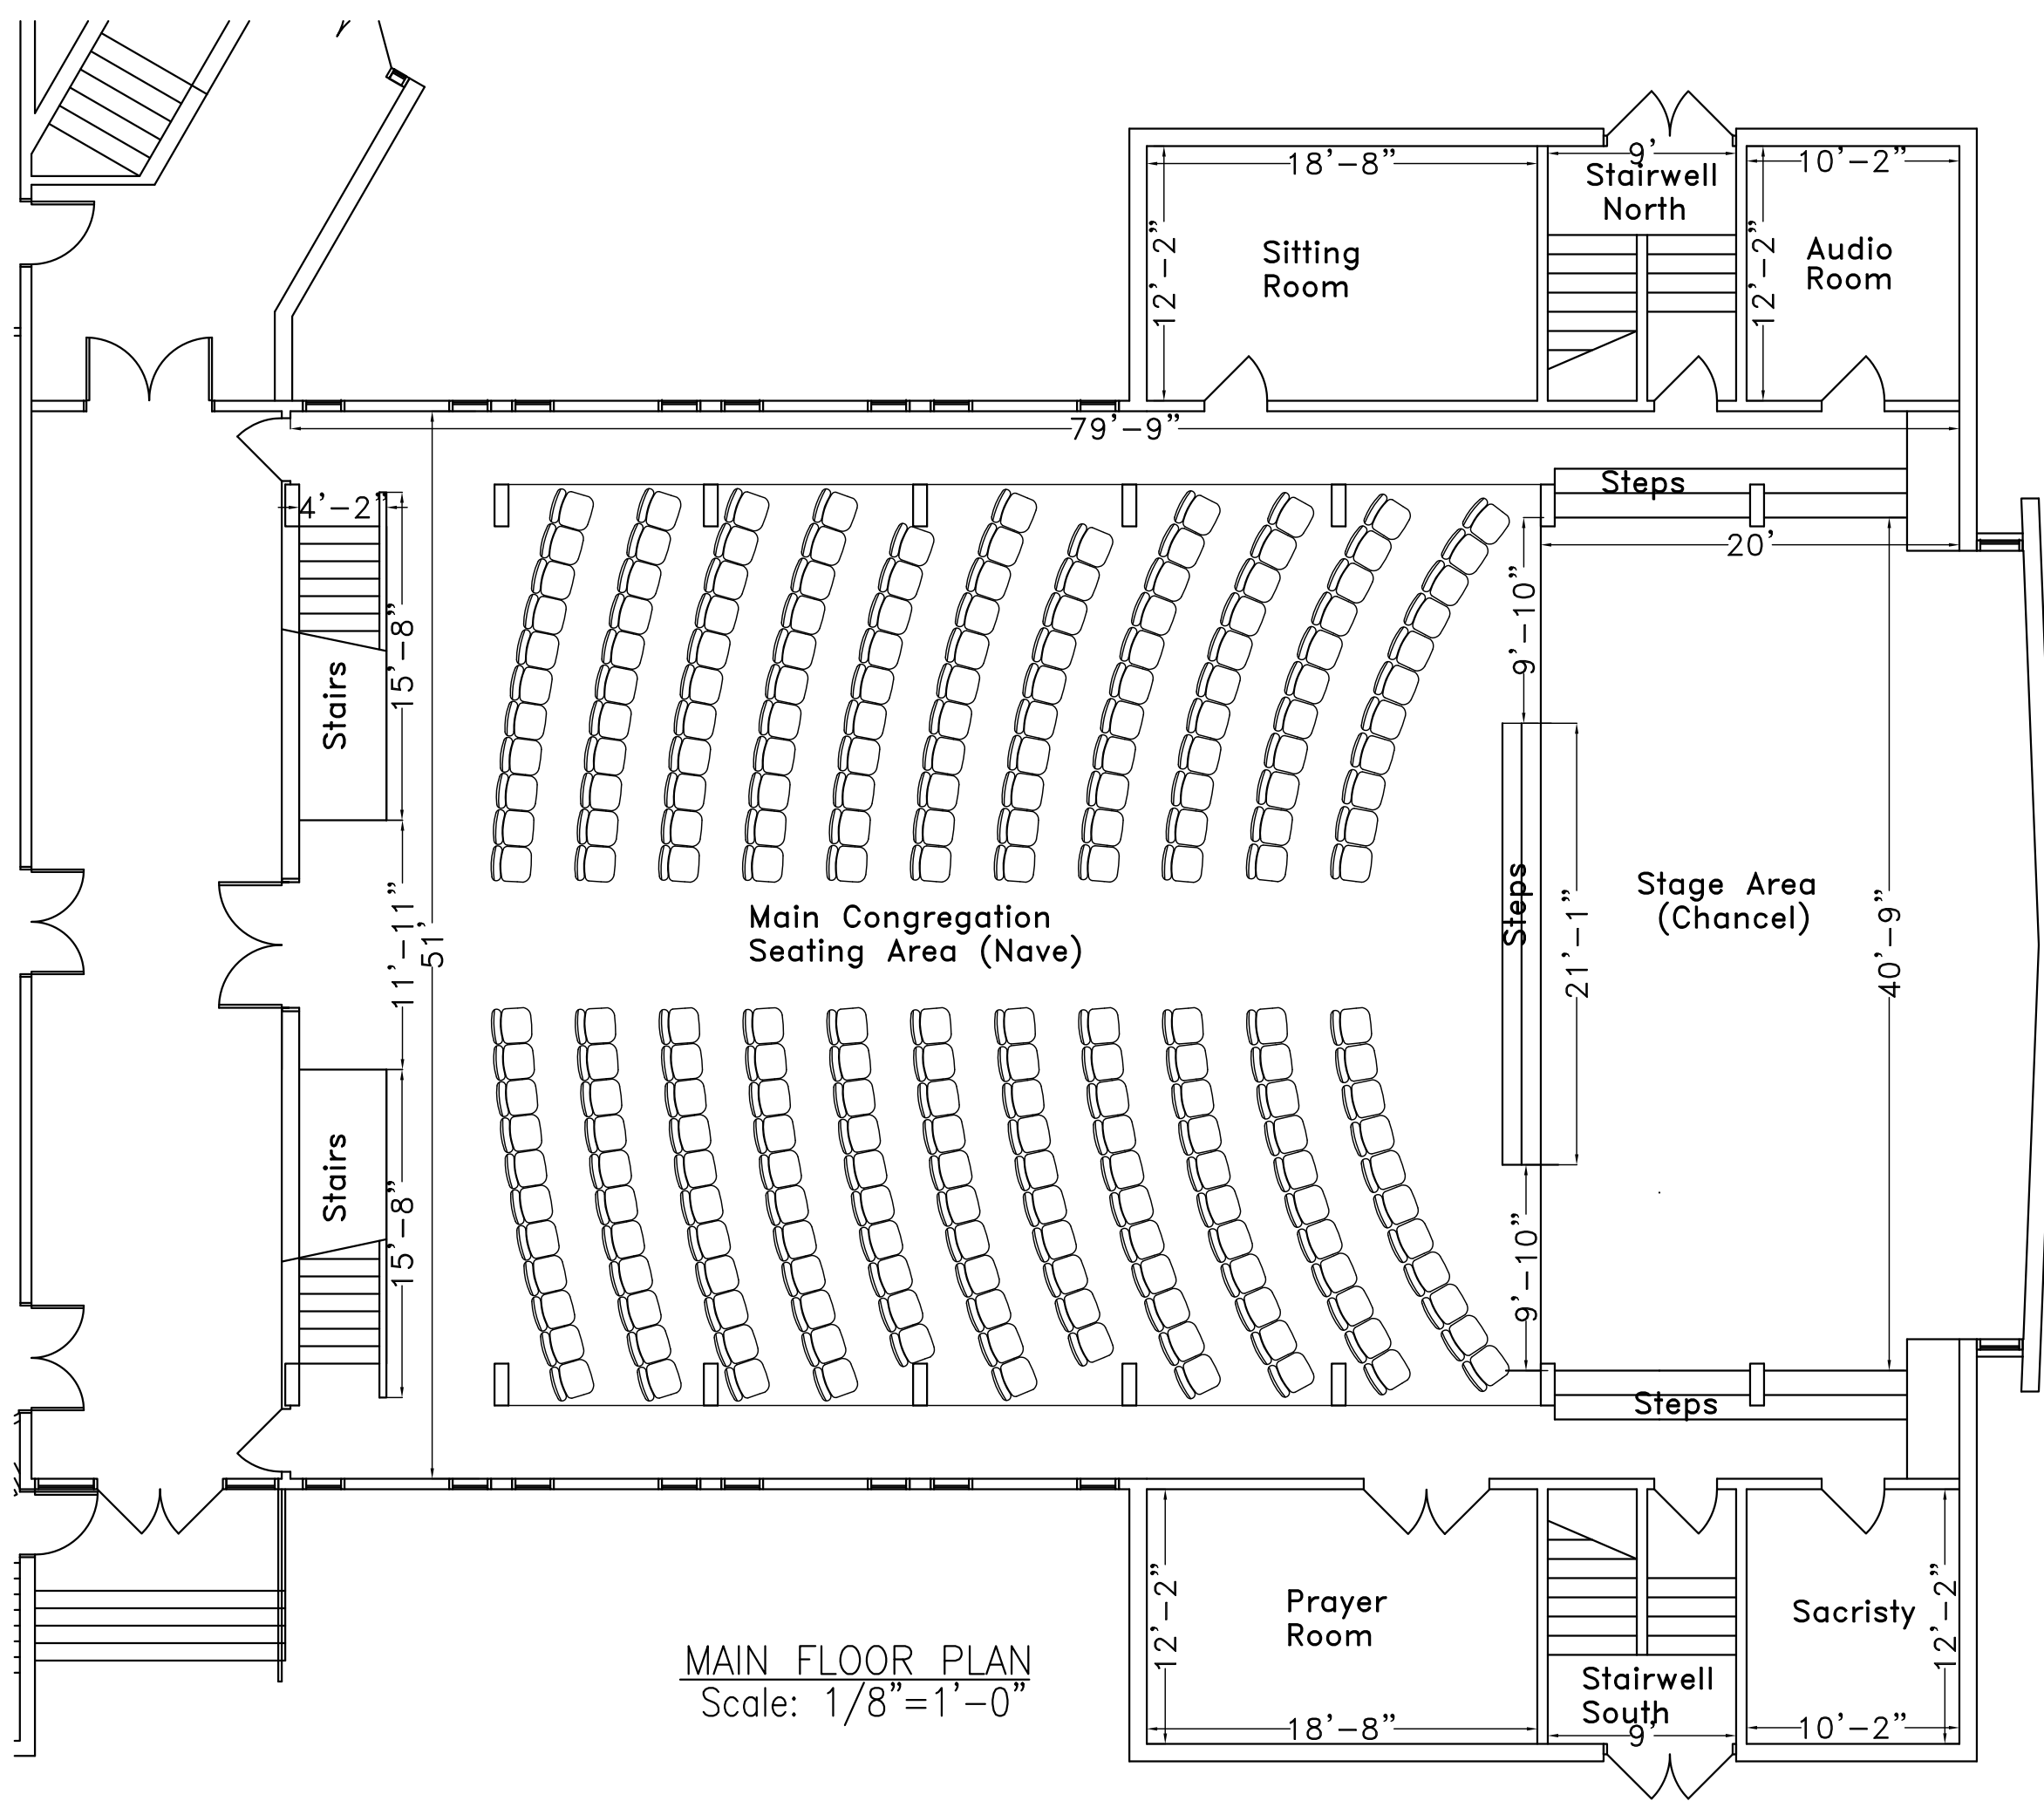 18'-8"
9'
10'-2"
Stairwell
North
12'-2"
12'-2"
Sitting
Room
Audio
Room
79'-9"
Steps
4'-2"
20'
9'-10"
15'-8"
Stairs
Main Congregation
Seating Area (Nave)
Steps
Stage Area
(Chancel)
11'-11"
51'
21'-1"
40'-9"
Stairs
15'-8"
9'-10"
Steps
12'-2"
12'-2"
Prayer
Room
Sacristy
MAIN FLOOR PLAN
Scale: 1/8"=1'-0"
Stairwell
South
18'-8"
9'
10'-2"